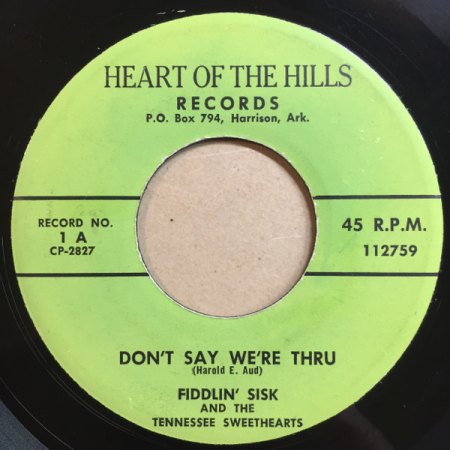 HEART OF THE HILLS
RECORDS
P.O. Box 794, Harrison, Ark.
RECORD NO.
1 A
CP-2827
45 R.P.M.
112759
DON'T SAY WE'RE THRU
(Harold E. Aud)
FIDDLIN' SISK
AND THE
TENNESSEE SWEETHEARTS